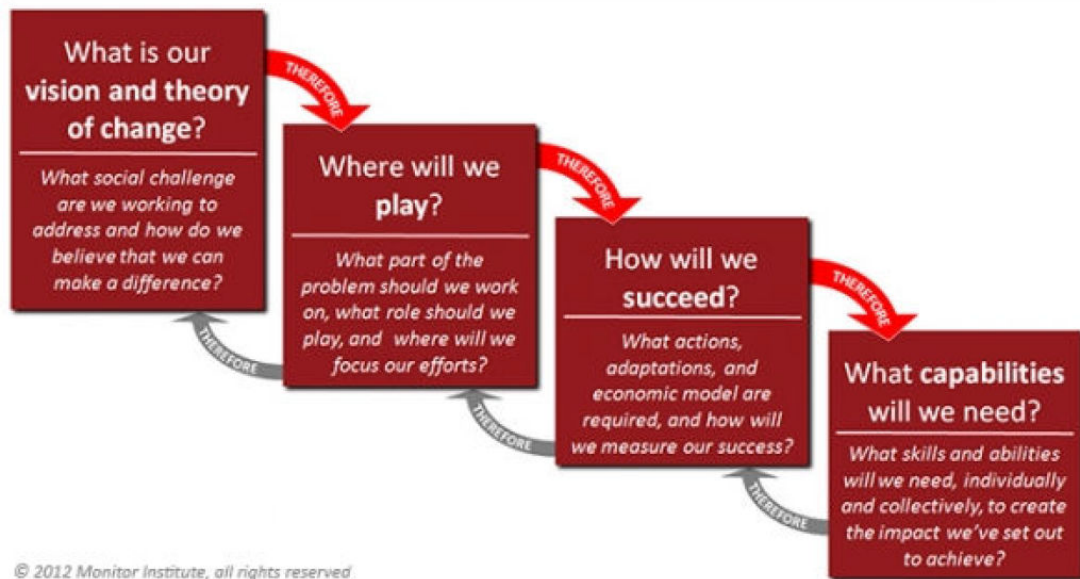 What is our
vision and theory
of change?
What social challenge
are we working to
address and how do we
believe that we can
make a difference?
THEREFORE
Where will we
play?
What part of the
problem should we work
on, what role should we
play, and where will we
focus our efforts?
THEREFORE
THEREFORE
How will we
succeed?
What actions,
adaptations, and
economic model are
required, and how will
we measure our success?
THEREFORE
THEREFORE
What capabilities
will we need?
What skills and abilities
will we need, individually
and collectively, to create
the impact we've set out
to achieve?
THEREFORE
© 2012 Monitor Institute, all rights reserved